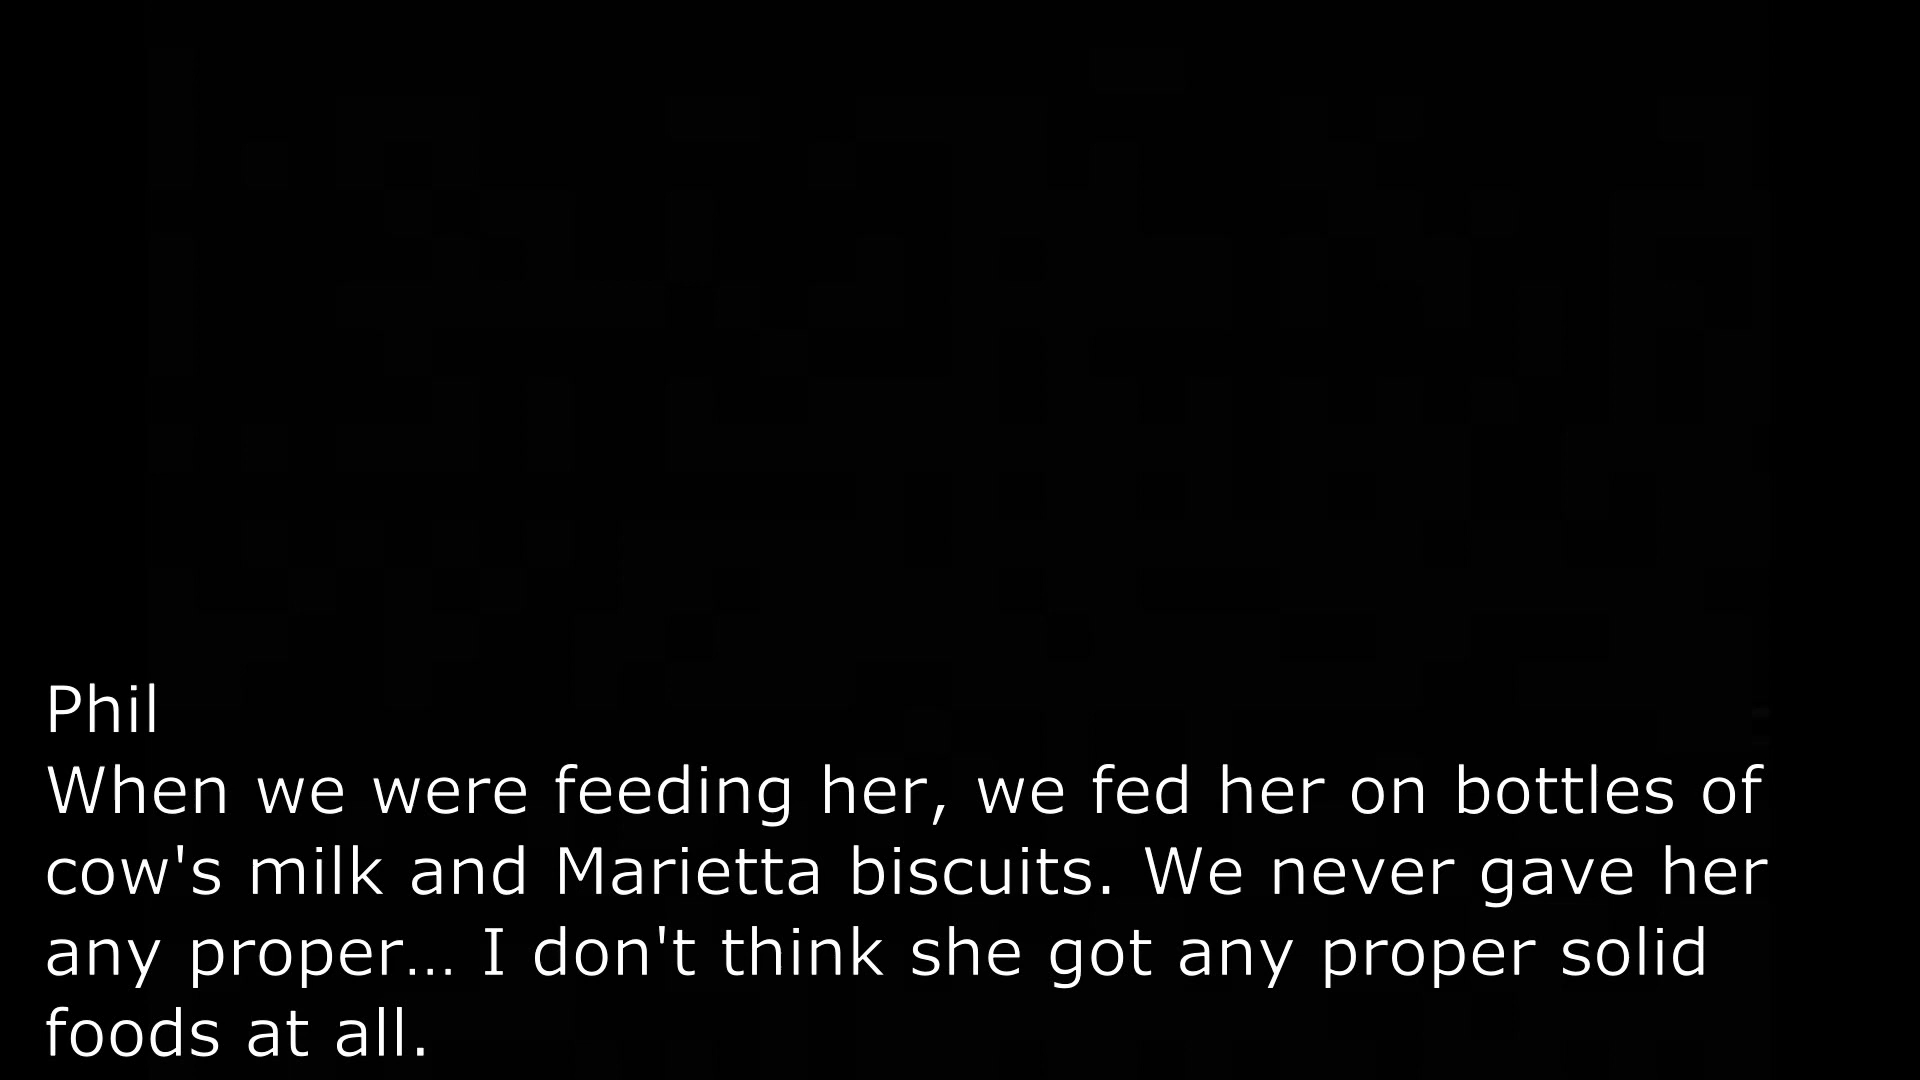 Phil
When we were feeding her, we fed her on bottles of
cow's milk and Marietta biscuits. We never gave her
any proper... I don't think she got any proper solid
foods at all.